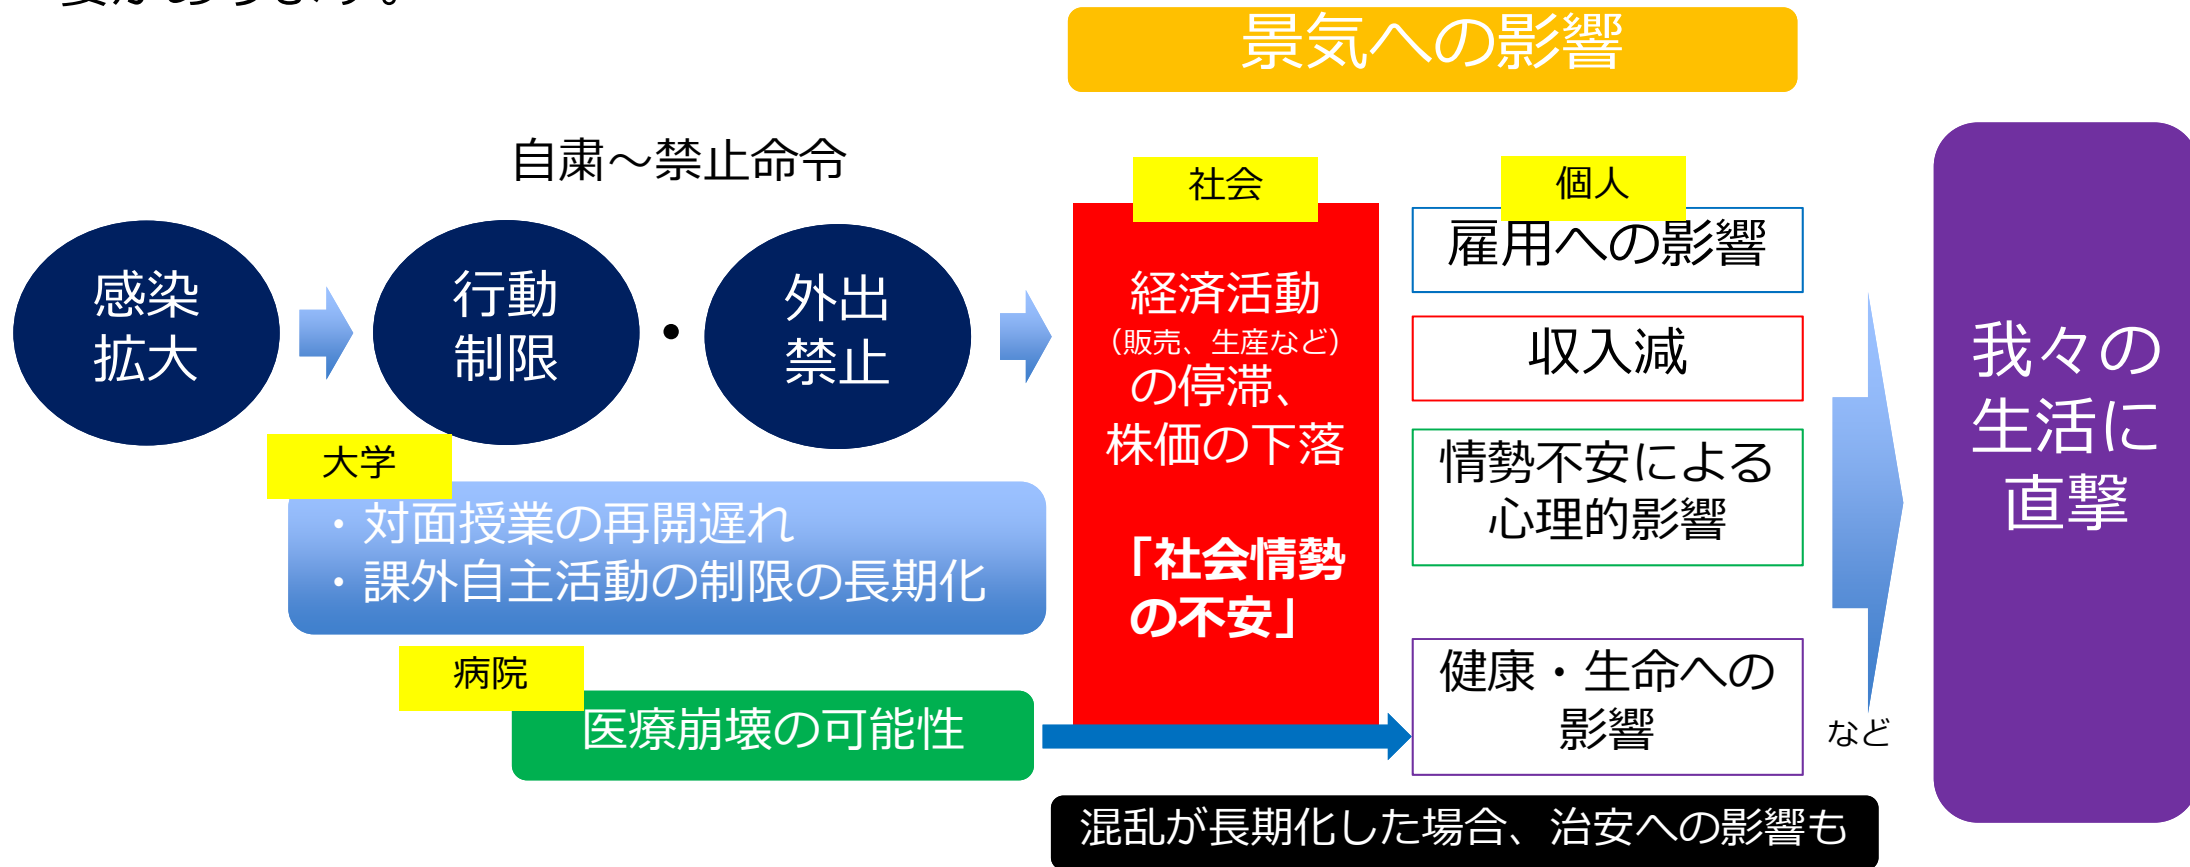 要があります。
景気への影響
自粛～禁止命令
感染
拡大
行動
制限
・
外出
禁止
大学
・対面授業の再開遅れ
・課外自主活動の制限の長期化
病院
医療崩壊の可能性
社会
経済活動
（販売、生産など）
の停滞、
株価の下落
「社会情勢
の不安」
個人
雇用への影響
収入減
情勢不安による
心理的影響
健康・生命への
影響
など
我々の
生活に
直撃
混乱が長期化した場合、治安への影響も